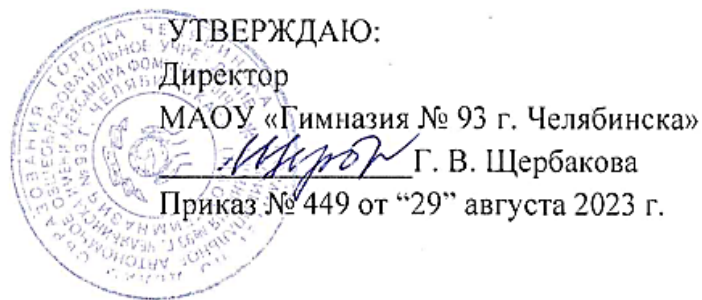 УТВЕРЖДАЮ:
Директор
МАОУ «Гимназия № 93 г. Челябинска»
Г. В. Щербакова
Приказ № 449 от “29” августа 2023 г.